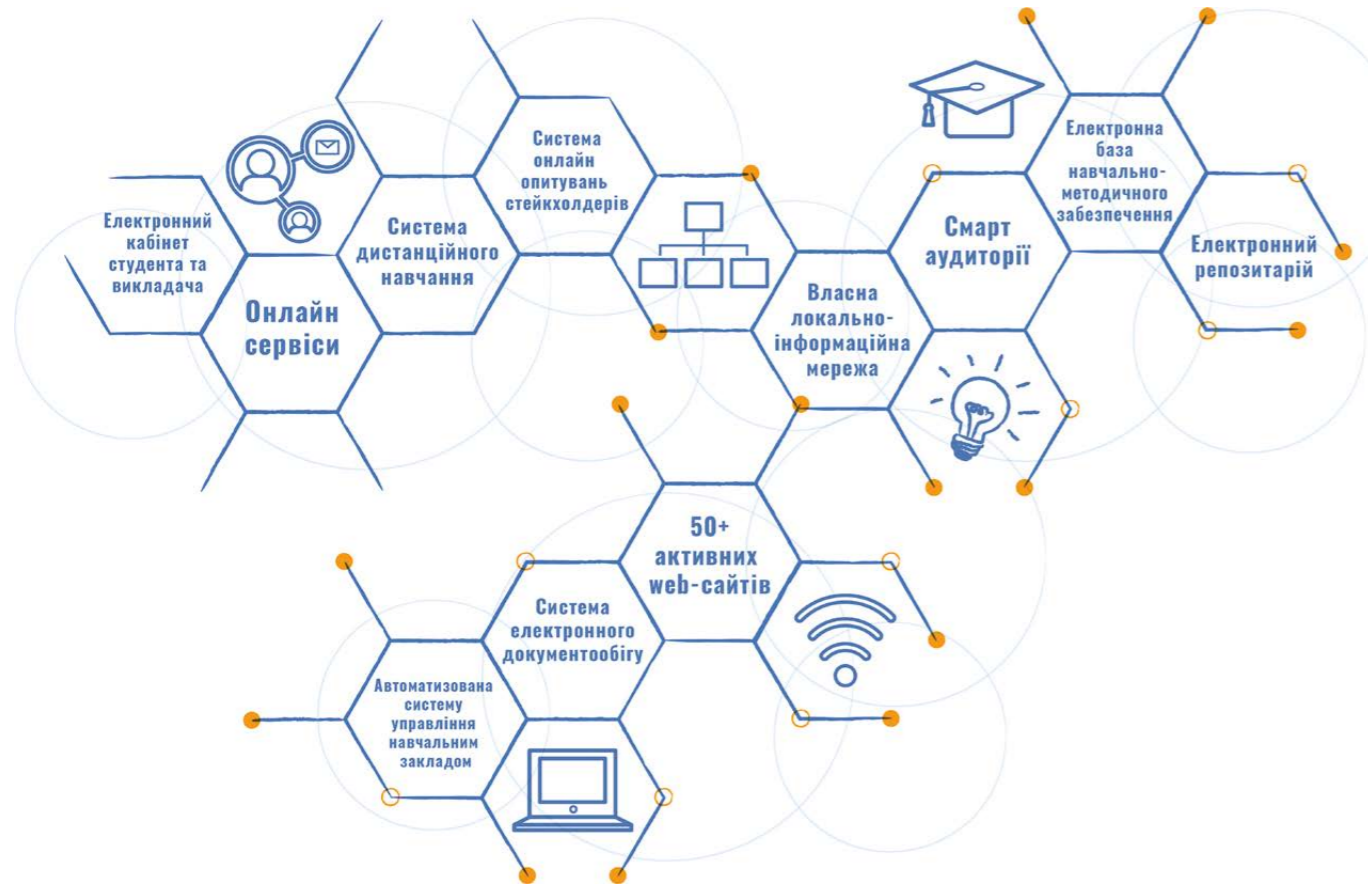 Електронний
кабінет
студента та
викладача
Онлайн
сервіси
Система
дистанційного
навчання
Система
онлайн
опитувань
стейкхолдерів
Власна
локально-
інформаційна
мережа
Смарт
аудиторії
Електронна
база
навчально-
методичного
забезпечення
Електронний
репозитарій
50+
активних
web-сайтів
Система
електронного
документообігу
Автоматизована
систему
управління
навчальним
закладом